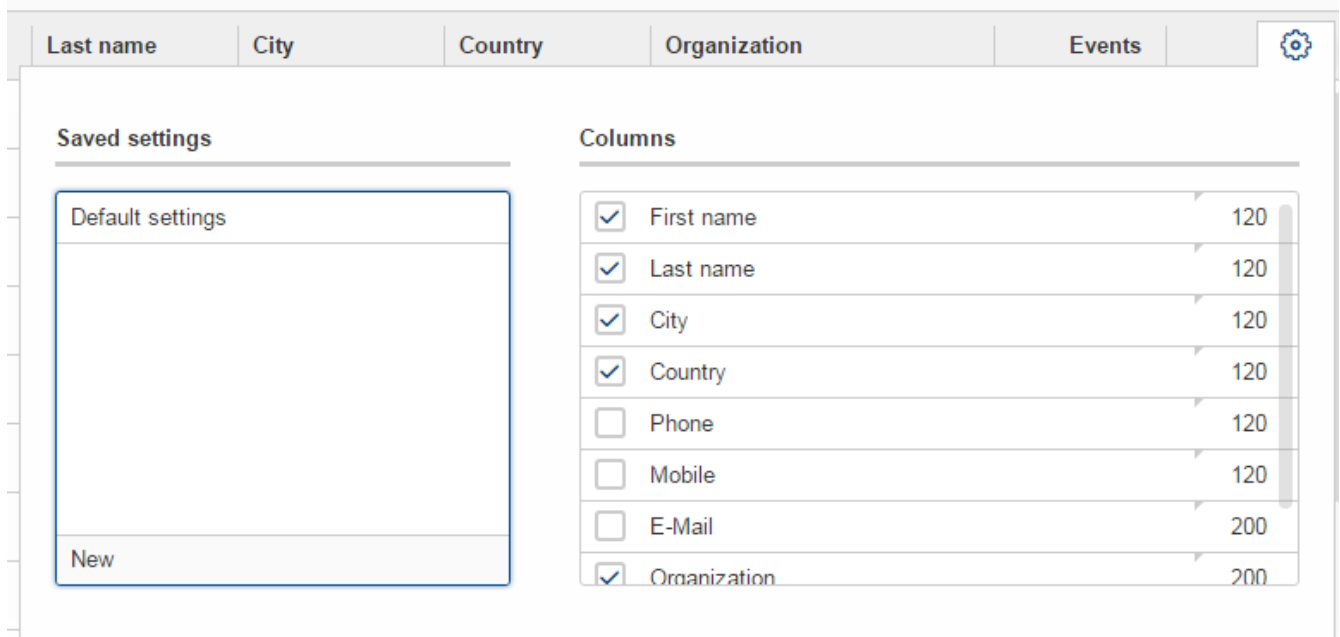 Last name City Country Organization Events
Saved settings
Default settings
New
Columns
First name 120
Last name 120
City 120
Country 120
Phone 120
Mobile 120
E-Mail 200
Organization 200